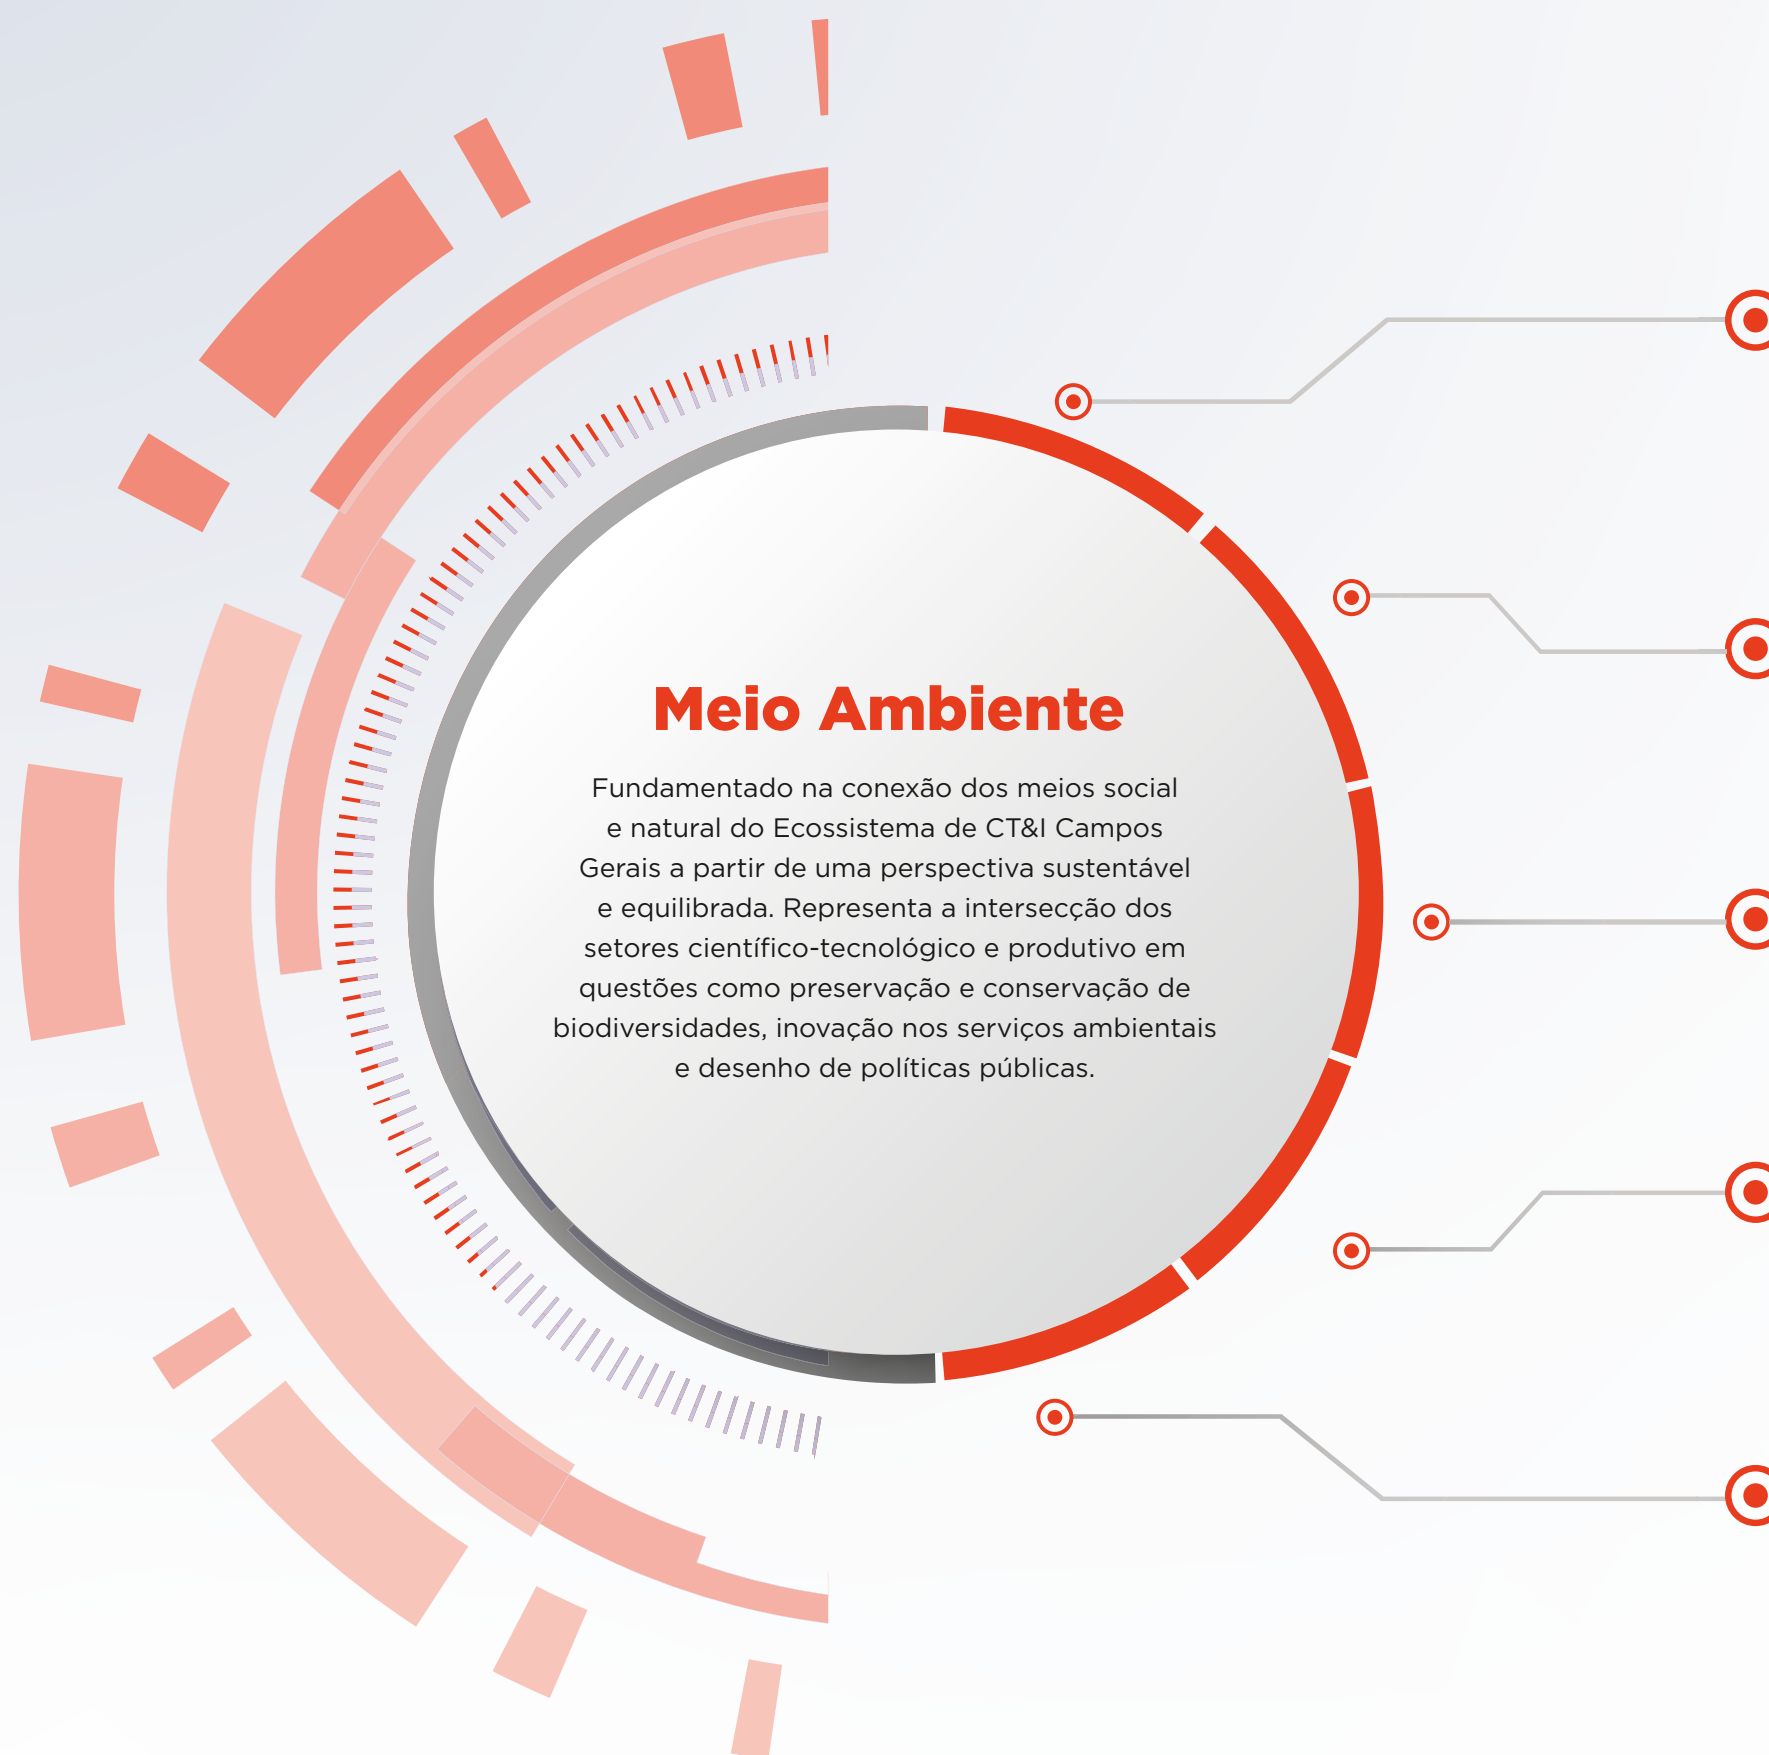 Meio Ambiente
Fundamentado na conexão dos meios social
e natural do Ecossistema de CT&I Campos
Gerais a partir de uma perspectiva sustentável
e equilibrada. Representa a intersecção dos
setores científico-tecnológico e produtivo em
questões como preservação e conservação de
biodiversidades, inovação nos serviços ambientais
e desenho de políticas públicas.